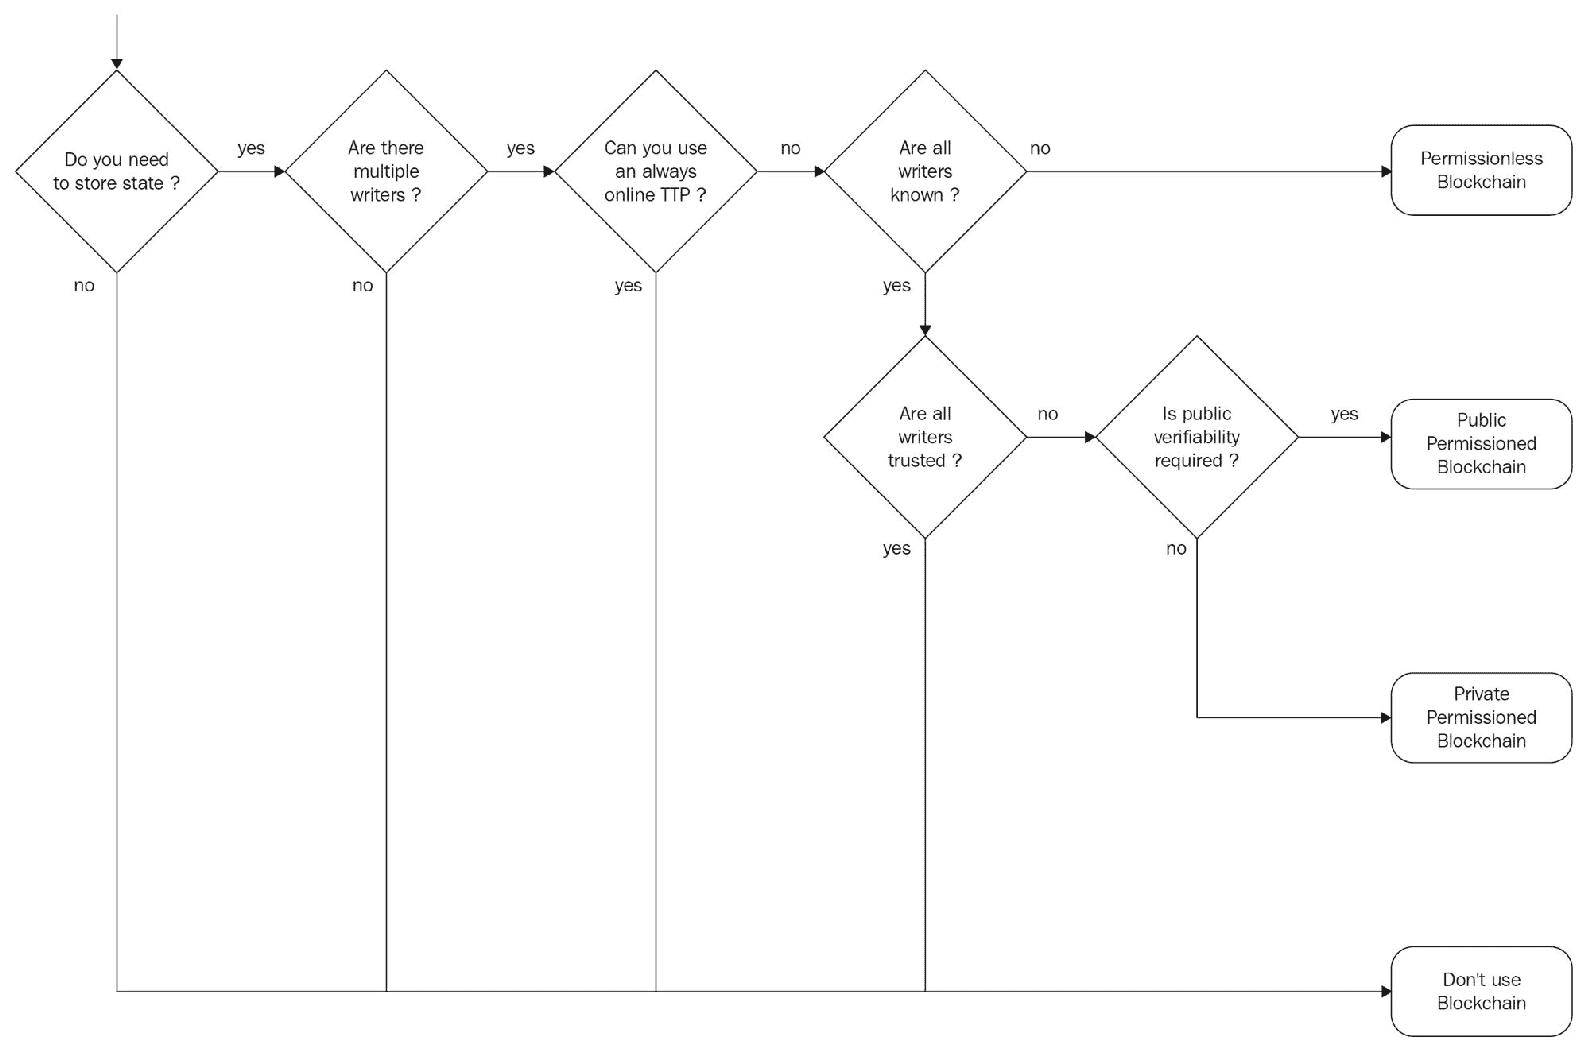 Do you need
to store state ?
yes
no
Are there
multiple
writers ?
yes
no
Can you use
an always
online TTP ?
no
yes
Are all
writers
known ?
no
yes
Permissionless
Blockchain
Are all
writers
trusted ?
no
yes
Is public
verifiability
required ?
yes
no
Public
Permissioned
Blockchain
Private
Permissioned
Blockchain
Don't use
Blockchain